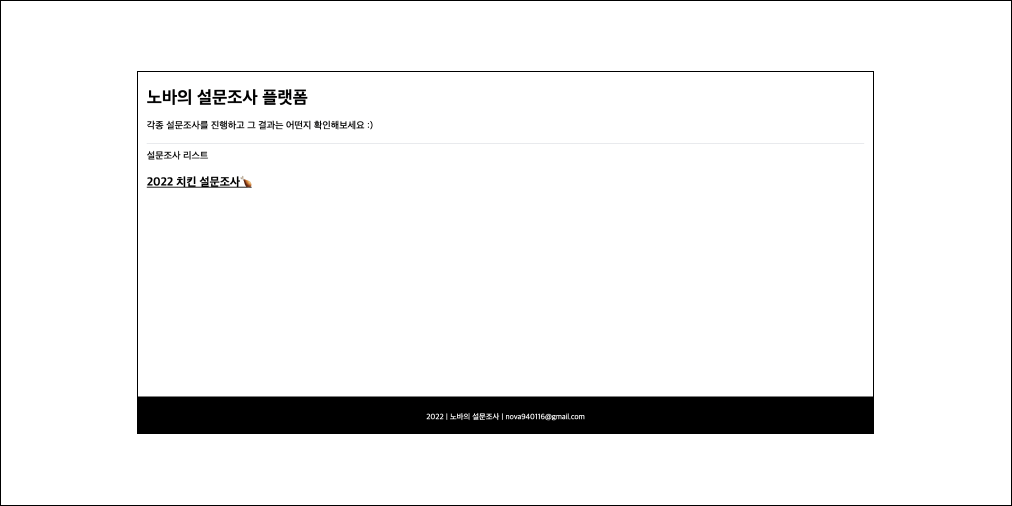 노바의 설문조사 플랫폼
각종 설문조사를 진행하고 그 결과는 어떤지 확인해보세요 :)
설문조사 리스트
2022 치킨 설문조사🍗
2022 | 노바의 설문조사 | nova940116@gmail.com